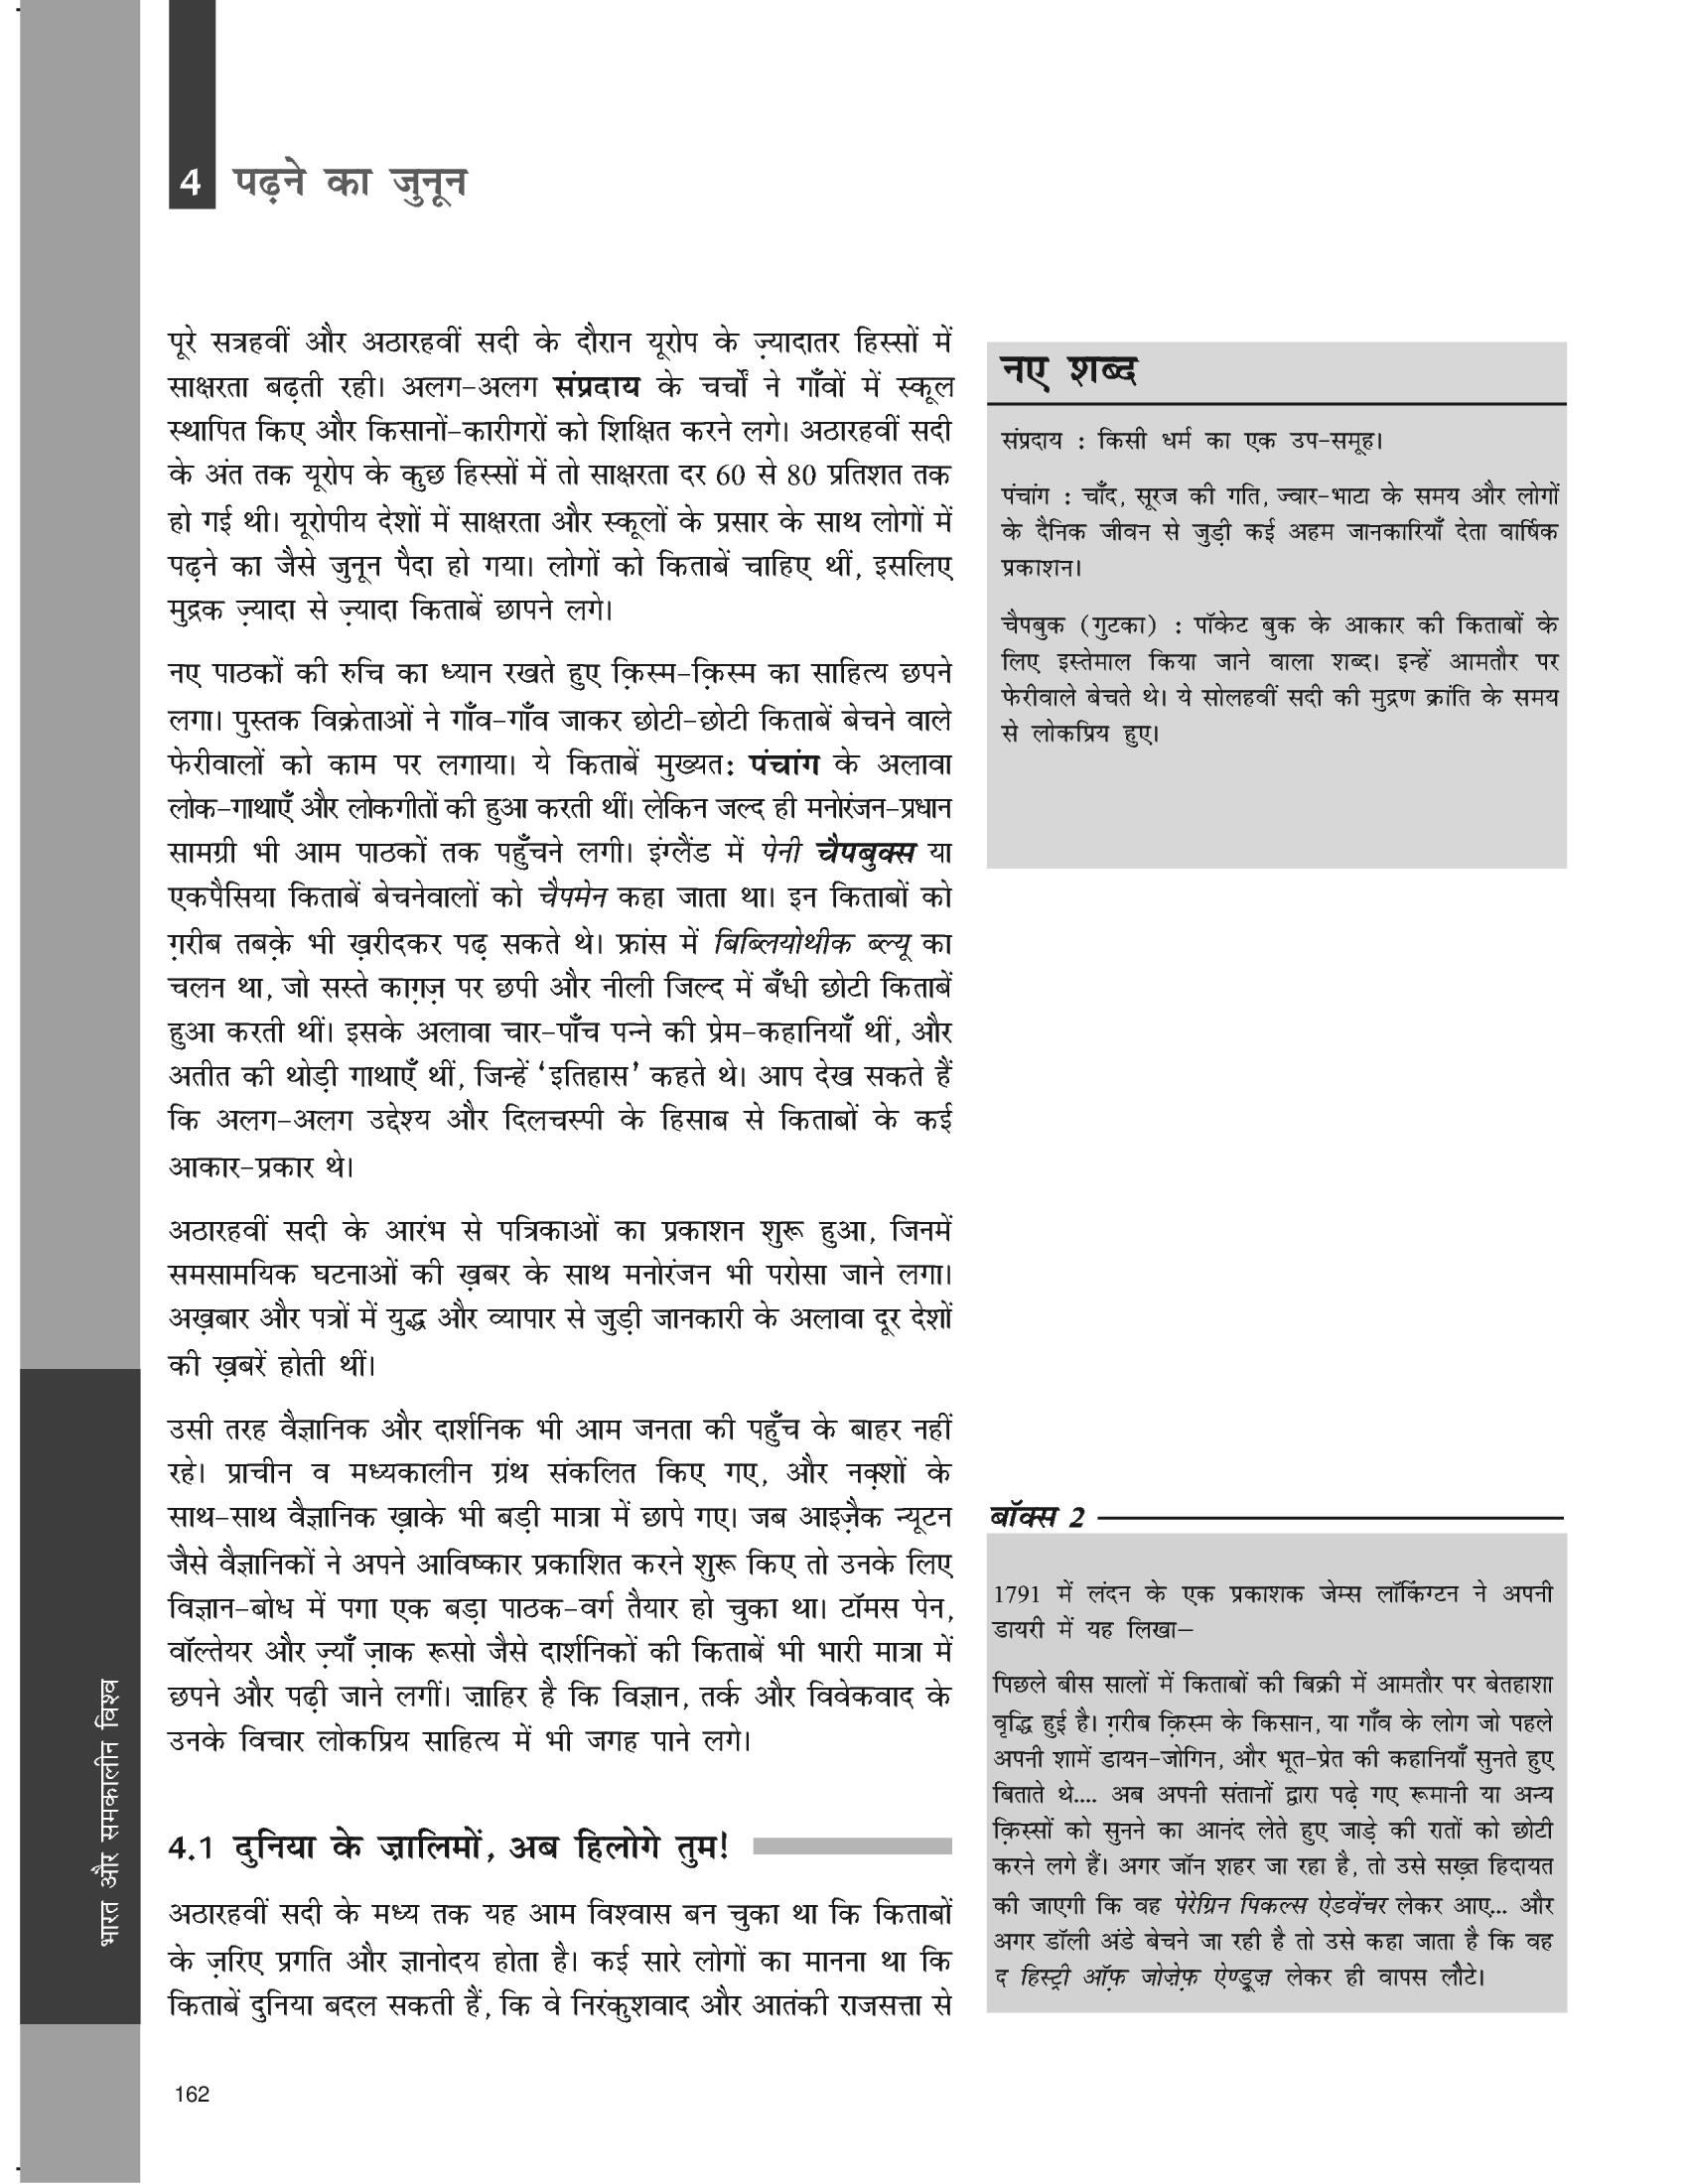 4 पढ़ने का जुनून
पूरे सत्रहवीं और अठारहवीं सदी के दौरान यूरोप के ज़्यादातर हिस्सों में
साक्षरता बढ़ती रही। अलग-अलग संप्रदाय के चर्चों ने गाँवों में स्कूल
स्थापित किए और किसानों-कारीगरों को शिक्षित करने लगे। अठारहवीं सदी
के अंत तक यूरोप के कुछ हिस्सों में तो साक्षरता दर 60 से 80 प्रतिशत तक
हो गई थी। यूरोपीय देशों में साक्षरता और स्कूलों के प्रसार के साथ लोगों में
पढ़ने का जैसे जुनून पैदा हो गया। लोगों को किताबें चाहिए थीं, इसलिए
मुद्रक ज़्यादा से ज़्यादा किताबें छापने लगे।
नए पाठकों की रुचि का ध्यान रखते हुए क़िस्म-क़िस्म का साहित्य छपने
लगा। पुस्तक विक्रेताओं ने गाँव-गाँव जाकर छोटी-छोटी किताबें बेचने वाले
फेरीवालों को काम पर लगाया। ये किताबें मुख्यत: पंचांग के अलावा
लोक-गाथाएँ और लोकगीतों की हुआ करती थीं। लेकिन जल्द ही मनोरंजन-प्रधान
सामग्री भी आम पाठकों तक पहुँचने लगी। इंग्लैंड में पेनी चैपबुक्स या
एकपैसिया किताबें बेचनेवालों को चैपमेन कहा जाता था। इन किताबों को
ग़रीब तबक़े भी ख़रीदकर पढ़ सकते थे। फ्रांस में बिब्लियोथीक ब्ल्यू का
चलन था, जो सस्ते काग़ज़ पर छपी और नीली जिल्द में बँधी छोटी किताबें
हुआ करती थीं। इसके अलावा चार-पाँच पन्ने की प्रेम-कहानियाँ थीं, और
अतीत की थोड़ी गाथाएँ थीं, जिन्हें ‘इतिहास’ कहते थे। आप देख सकते हैं
कि अलग-अलग उद्देश्य और दिलचस्पी के हिसाब से किताबों के कई
आकार-प्रकार थे।
अठारहवीं सदी के आरंभ से पत्रिकाओं का प्रकाशन शुरू हुआ, जिनमें
समसामयिक घटनाओं की ख़बर के साथ मनोरंजन भी परोसा जाने लगा।
अख़बार और पत्रों में युद्ध और व्यापार से जुड़ी जानकारी के अलावा दूर देशों
की ख़बरें होती थीं।
उसी तरह वैज्ञानिक और दार्शनिक भी आम जनता की पहुँच के बाहर नहीं
रहे। प्राचीन व मध्यकालीन ग्रंथ संकलित किए गए, और नक़्शों के
साथ-साथ वैज्ञानिक ख़ाके भी बड़ी मात्रा में छापे गए। जब आइज़ैक न्यूटन
जैसे वैज्ञानिकों ने अपने आविष्कार प्रकाशित करने शुरू किए तो उनके लिए
विज्ञान-बोध में पगा एक बड़ा पाठक-वर्ग तैयार हो चुका था। टॉमस पेन,
वॉल्तेयर और ज़्याँ ज़ाक रूसो जैसे दार्शनिकों की किताबें भी भारी मात्रा में
छपने और पढ़ी जाने लगीं। ज़ाहिर है कि विज्ञान, तर्क और विवेकवाद के
उनके विचार लोकप्रिय साहित्य में भी जगह पाने लगे।
4.1 दुनिया के ज़ालिमों, अब हिलोगे तुम!
अठारहवीं सदी के मध्य तक यह आम विश्वास बन चुका था कि किताबों
के ज़रिए प्रगति और ज्ञानोदय होता है। कई सारे लोगों का मानना था कि
किताबें दुनिया बदल सकती हैं, कि वे निरंकुशवाद और आतंकी राजसत्ता से
नए शब्द
संप्रदाय : किसी धर्म का एक उप-समूह।
पंचांग : चाँद, सूरज की गति, ज्वार-भाटा के समय और लोगों
के दैनिक जीवन से जुड़ी कई अहम जानकारियाँ देता वार्षिक
प्रकाशन।
चैपबुक (गुटका) : पॉकेट बुक के आकार की किताबों के
लिए इस्तेमाल किया जाने वाला शब्द। इन्हें आमतौर पर
फेरीवाले बेचते थे। ये सोलहवीं सदी की मुद्रण क्रांति के समय
से लोकप्रिय हुए।
बॉक्स 2
1791 में लंदन के एक प्रकाशक जेम्स लॉकिंग्टन ने अपनी
डायरी में यह लिखा–
पिछले बीस सालों में किताबों की बिक्री में आमतौर पर बेतहाशा
वृद्धि हुई है। ग़रीब क़िस्म के किसान, या गाँव के लोग जो पहले
अपनी शामें डायन-जोगिन, और भूत-प्रेत की कहानियाँ सुनते हुए
बिताते थे.... अब अपनी संतानों द्वारा पढ़े गए रूमानी या अन्य
क़िस्सों को सुनने का आनंद लेते हुए जाड़े की रातों को छोटी
करने लगे हैं। अगर जॉन शहर जा रहा है, तो उसे सख़्त हिदायत
की जाएगी कि वह पेरेग्रिन पिकल्स ऐडवेंचर लेकर आए... और
अगर डॉली अंडे बेचने जा रही है तो उसे कहा जाता है कि वह
द हिस्ट्री ऑफ़ जोज़ेफ़ ऐण्ड्रूज़ लेकर ही वापस लौटे।
भारत और समकालीन विश्व
162